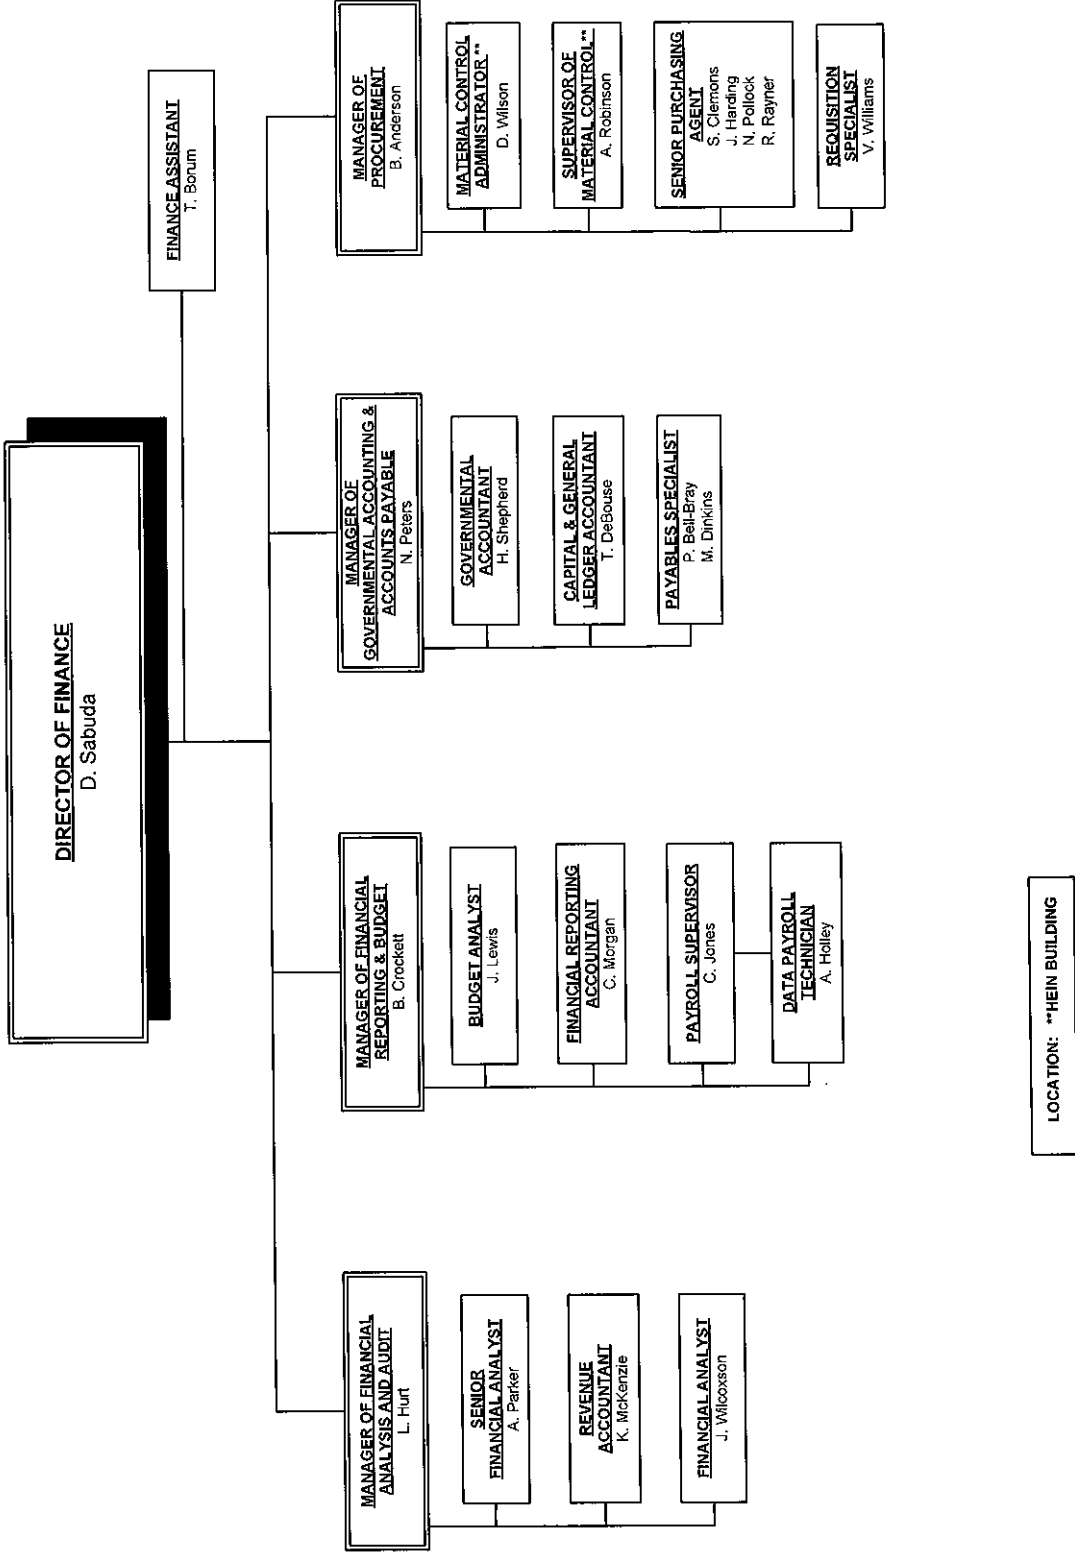 DIRECTOR OF FINANCE
D. Sabuda
FINANCE ASSISTANT
T. Borum
MANAGER OF FINANCIAL
ANALYSIS AND AUDIT
L. Hurt
SENIOR
FINANCIAL ANALYST
A. Parker
REVENUE
ACCOUNTANT
K. McKenzie
FINANCIAL ANALYST
J. Wilcoxson
MANAGER OF FINANCIAL
REPORTING & BUDGET
B. Crockett
BUDGET ANALYST
J. Lewis
FINANCIAL REPORTING
ACCOUNTANT
C. Morgan
PAYROLL SUPERVISOR
C. Jones
DATA PAYROLL
TECHNICIAN
A. Holley
MANAGER OF
GOVERNMENTAL ACCOUNTING &
ACCOUNTS PAYABLE
N. Peters
GOVERNMENTAL
ACCOUNTANT
H. Shepherd
CAPITAL & GENERAL
LEDGER ACCOUNTANT
T. DeBouse
PAYABLES SPECIALIST
P. Bell-Bray
M. Dinkins
MANAGER OF
PROCUREMENT
B. Anderson
MATERIAL CONTROL
ADMINISTRATOR**
D. Wilson
SUPERVISOR OF
MATERIAL CONTROL**
A. Robinson
SENIOR PURCHASING
AGENT
S. Clemons
J. Harding
N. Pollock
R. Rayner
REQUISITION
SPECIALIST
V. Williams
LOCATION: **HEIN BUILDING